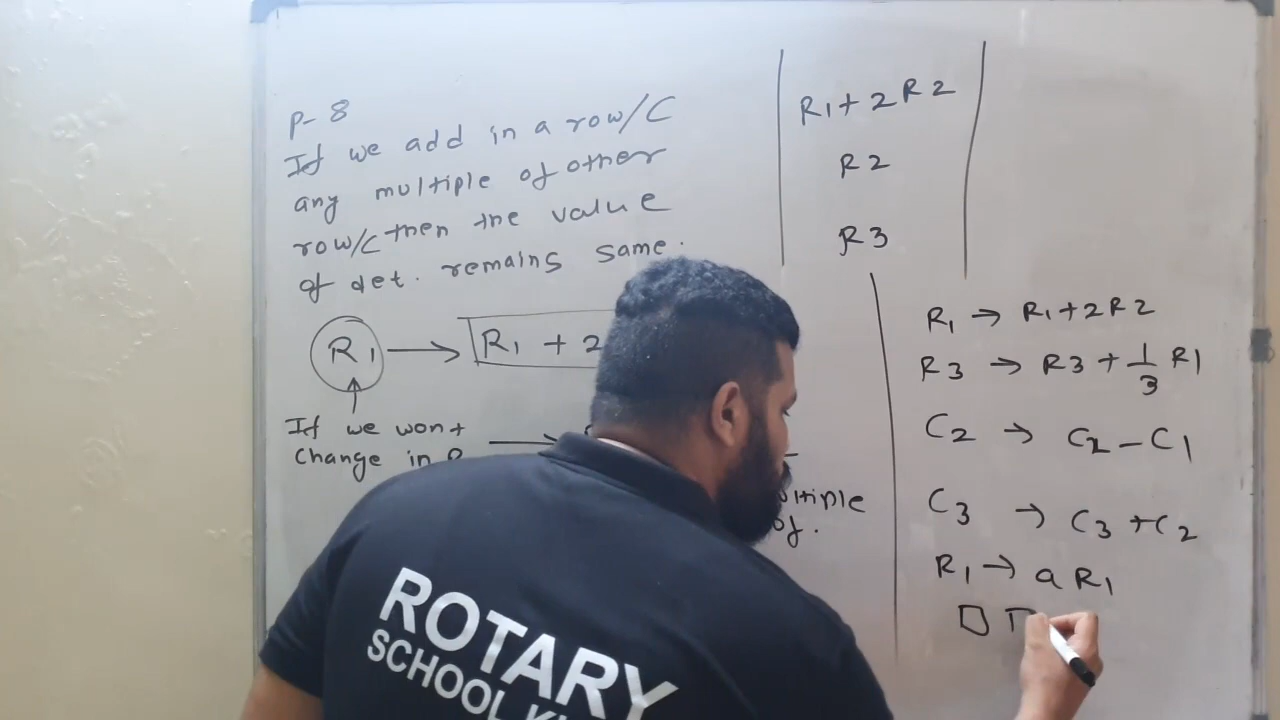 P-8
If we add in a row/C
any multiple of other
row/C then the value
of det. remains same.
R1 → R1 + 2
If we won+
Change in
ultiple
of.
R1+2R2
R2
R3
R1 → R1+2R2
R3 → R3 + 1/3 R1
C2 → C2 - C1
C3 → C3 + C2
R1 → a R1
ROTARY
SCHOOL